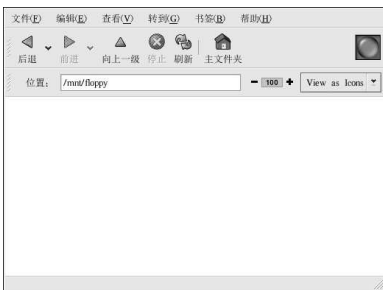 文件(F) 编辑(E) 查看(V) 转到(G) 书签(B) 帮助(H)
后退 前进 向上一级 停止 刷新 主文件夹
位置: /mnt/floppy 100 View as Icons